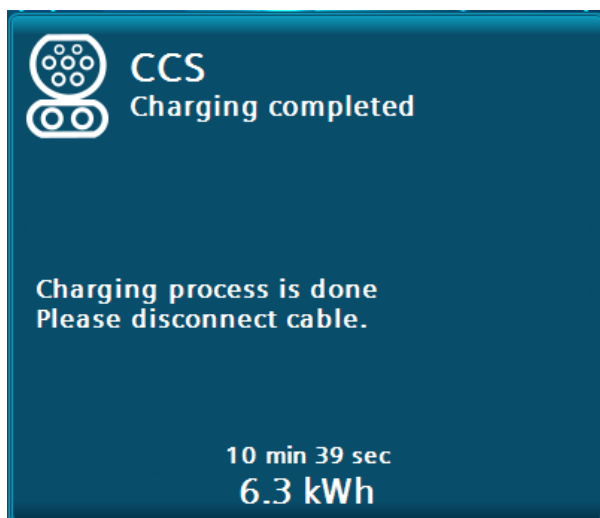 CCS
Charging completed
Charging process is done
Please disconnect cable.
10 min 39 sec
6.3 kWh